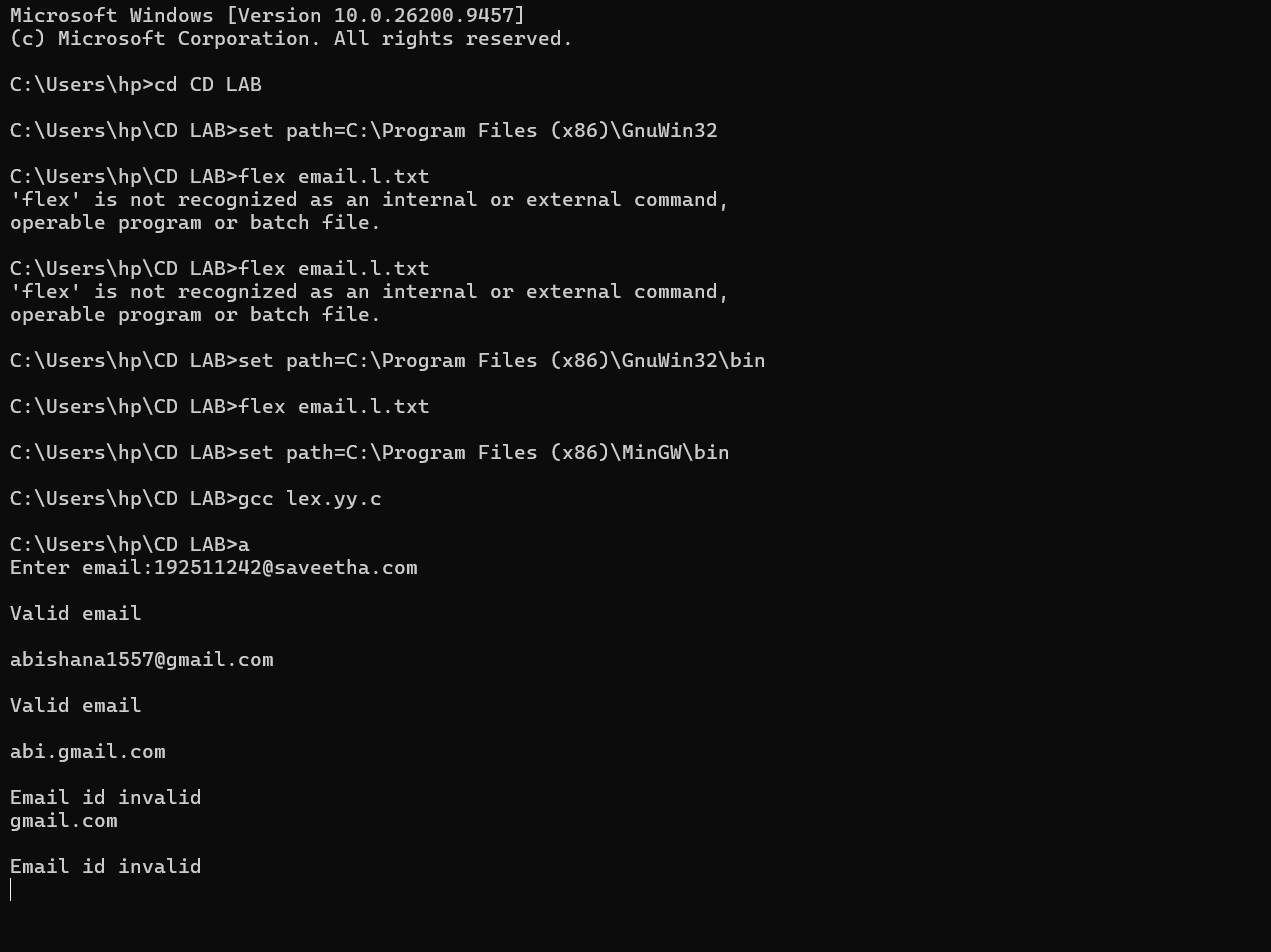 Microsoft Windows [Version 10.0.26200.9457]
(c) Microsoft Corporation. All rights reserved.
C:\Users\hp>cd CD LAB
C:\Users\hp\CD LAB>set path=C:\Program Files (x86)\GnuWin32
C:\Users\hp\CD LAB>flex email.l.txt
'flex' is not recognized as an internal or external command,
operable program or batch file.
C:\Users\hp\CD LAB>flex email.l.txt
'flex' is not recognized as an internal or external command,
operable program or batch file.
C:\Users\hp\CD LAB>set path=C:\Program Files (x86)\GnuWin32\bin
C:\Users\hp\CD LAB>flex email.l.txt
C:\Users\hp\CD LAB>set path=C:\Program Files (x86)\MinGW\bin
C:\Users\hp\CD LAB>gcc lex.yy.c
C:\Users\hp\CD LAB>a
Enter email:192511242@saveetha.com
Valid email
abishana1557@gmail.com
Valid email
abi.gmail.com
Email id invalid
gmail.com
Email id invalid